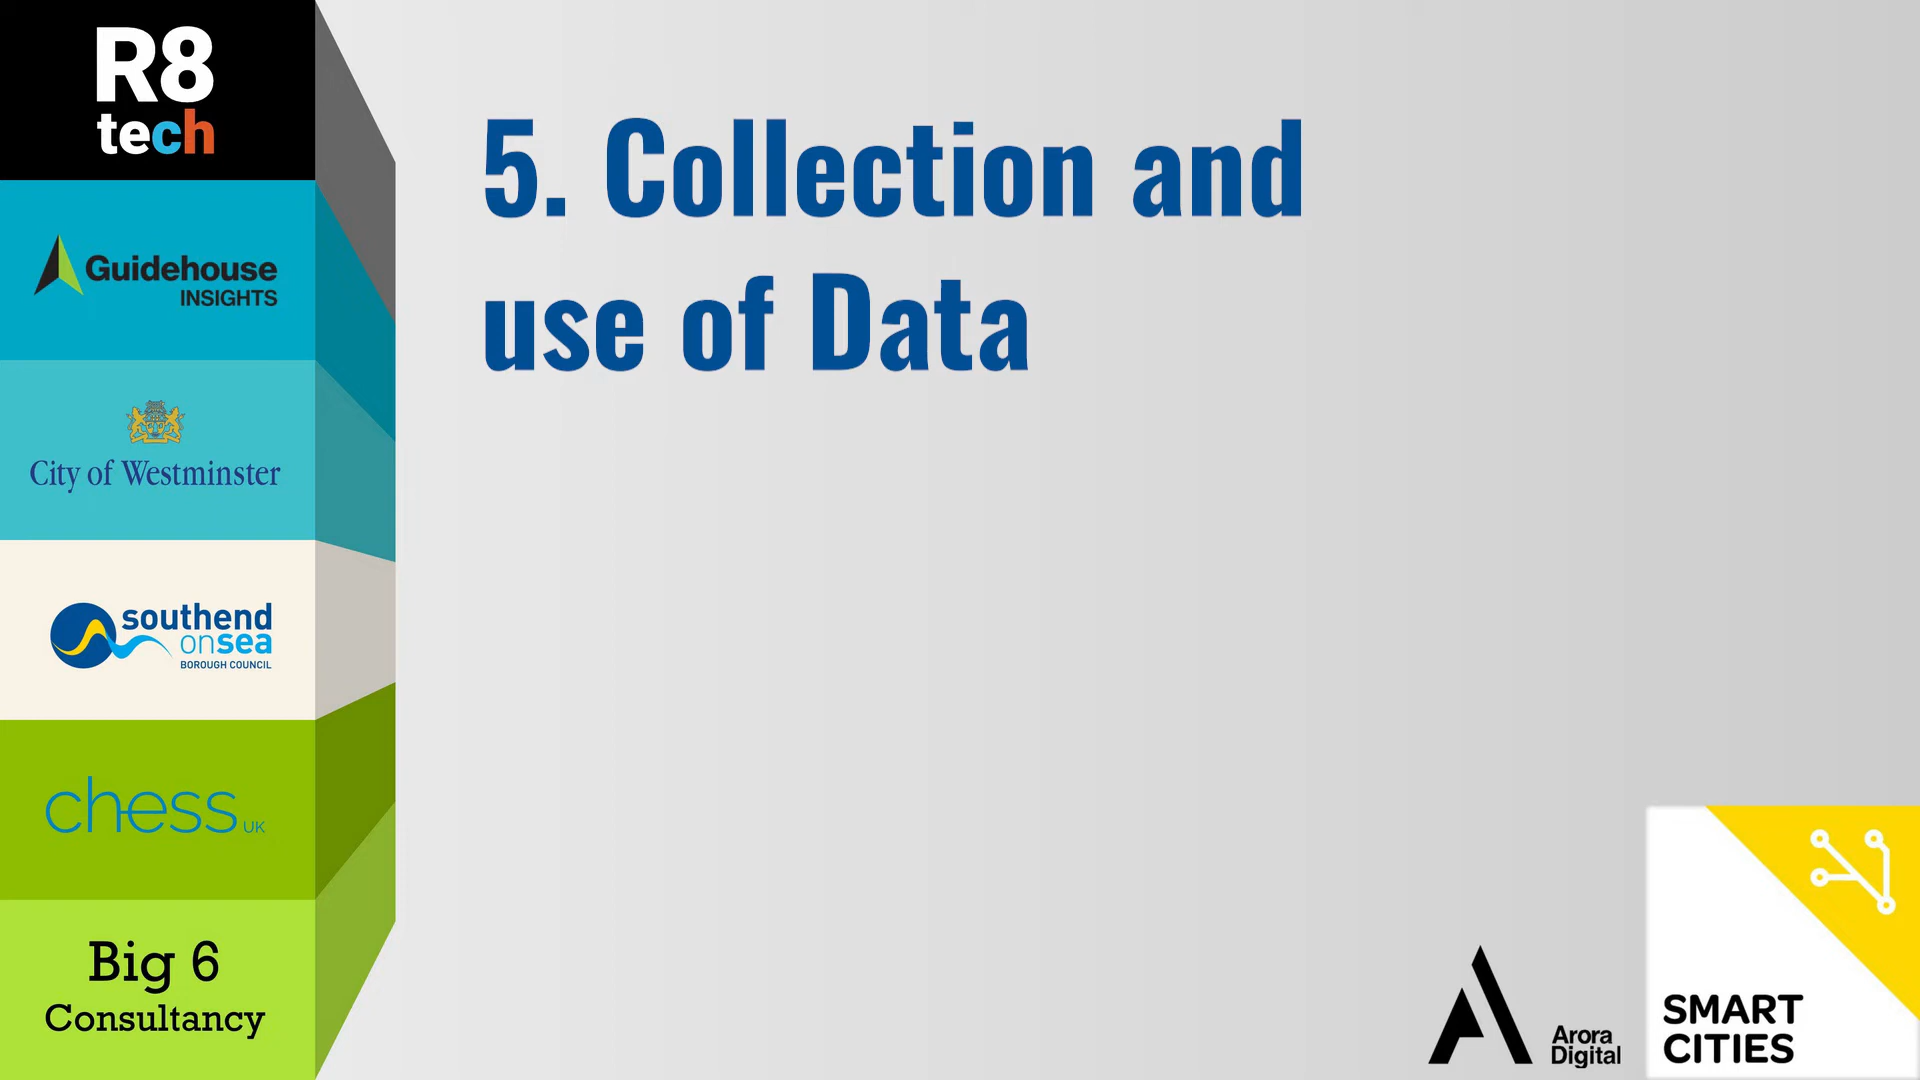 R8
tech
Guidehouse
INSIGHTS
City of Westminster
southend
onsea
BOROUGH COUNCIL
chess UK
Big 6
Consultancy
5. Collection and
use of Data
Arora
Digital
SMART
CITIES